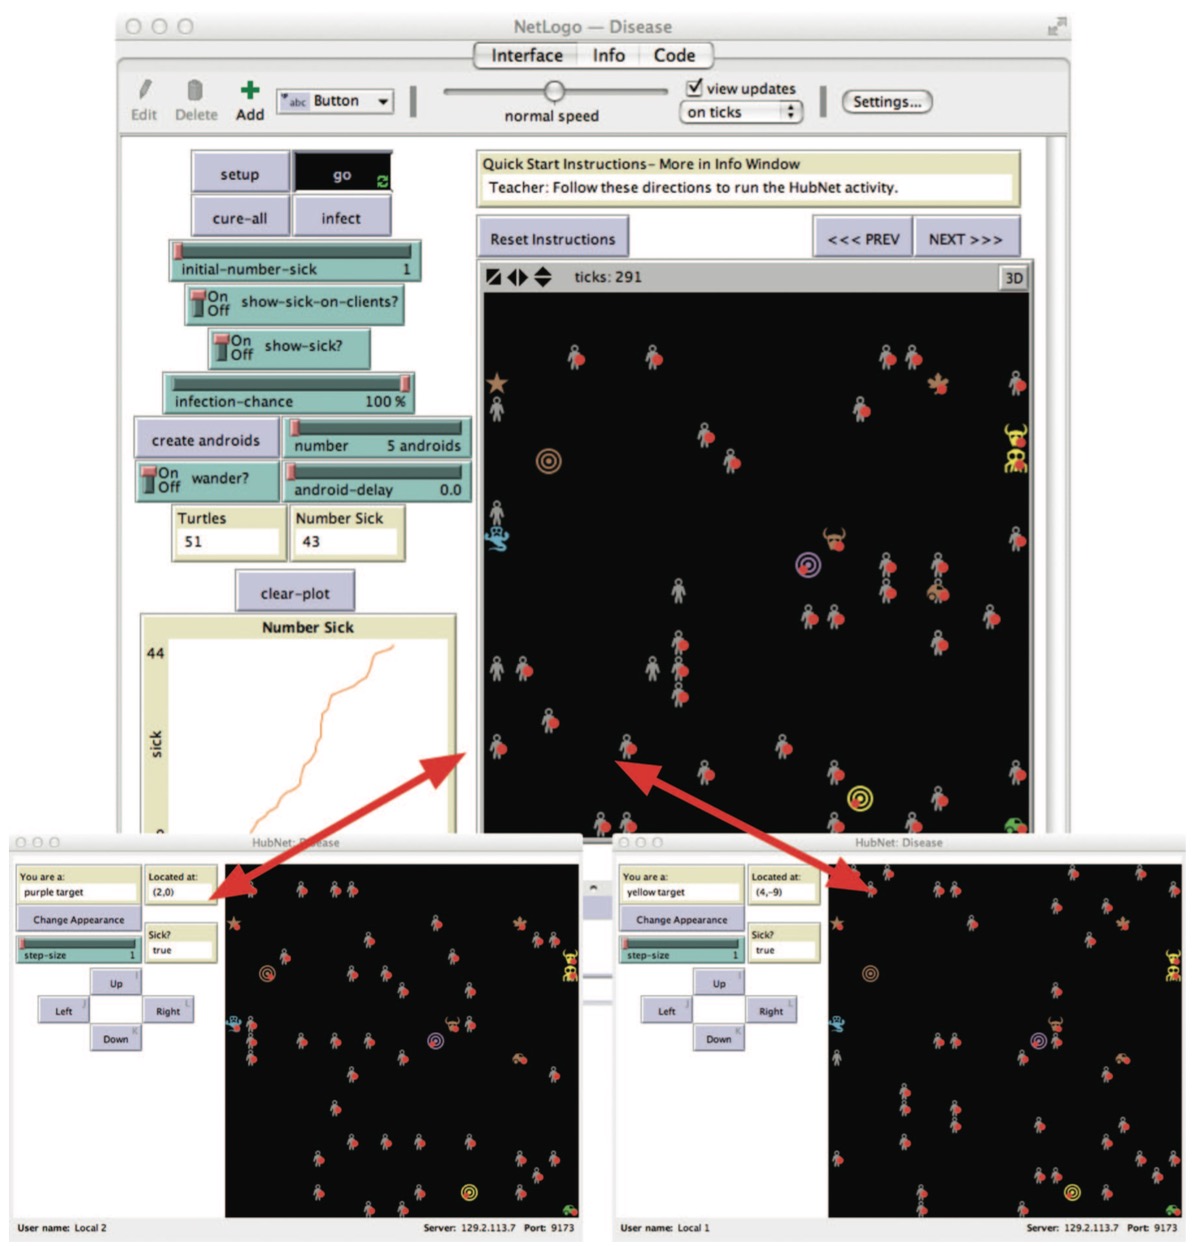 NetLogo — Disease
Interface Info Code
Edit Delete Add abc Button normal speed view updates on ticks Settings...
setup go
cure-all infect
initial-number-sick 1
On Off show-sick-on-clients?
On Off show-sick?
infection-chance 100 %
create androids number 5 androids
On Off wander? android-delay 0.0
Turtles Number Sick
51 43
clear-plot
Number Sick
44
sick
Quick Start Instructions– More in Info Window
Teacher: Follow these directions to run the HubNet activity.
Reset Instructions <<< PREV NEXT >>>
ticks: 291 3D
HubNet: Disease
You are a: Located at:
purple target (2,0)
Change Appearance
Sick?
true
step-size 1
Up I
Left J Right L
Down K
User name: Local 2 Server: 129.2.113.7 Port: 9173
HubNet: Disease
You are a: Located at:
yellow target (4,-9)
Change Appearance
Sick?
true
step-size 1
Up I
Left J Right L
Down K
User name: Local 1 Server: 129.2.113.7 Port: 9173